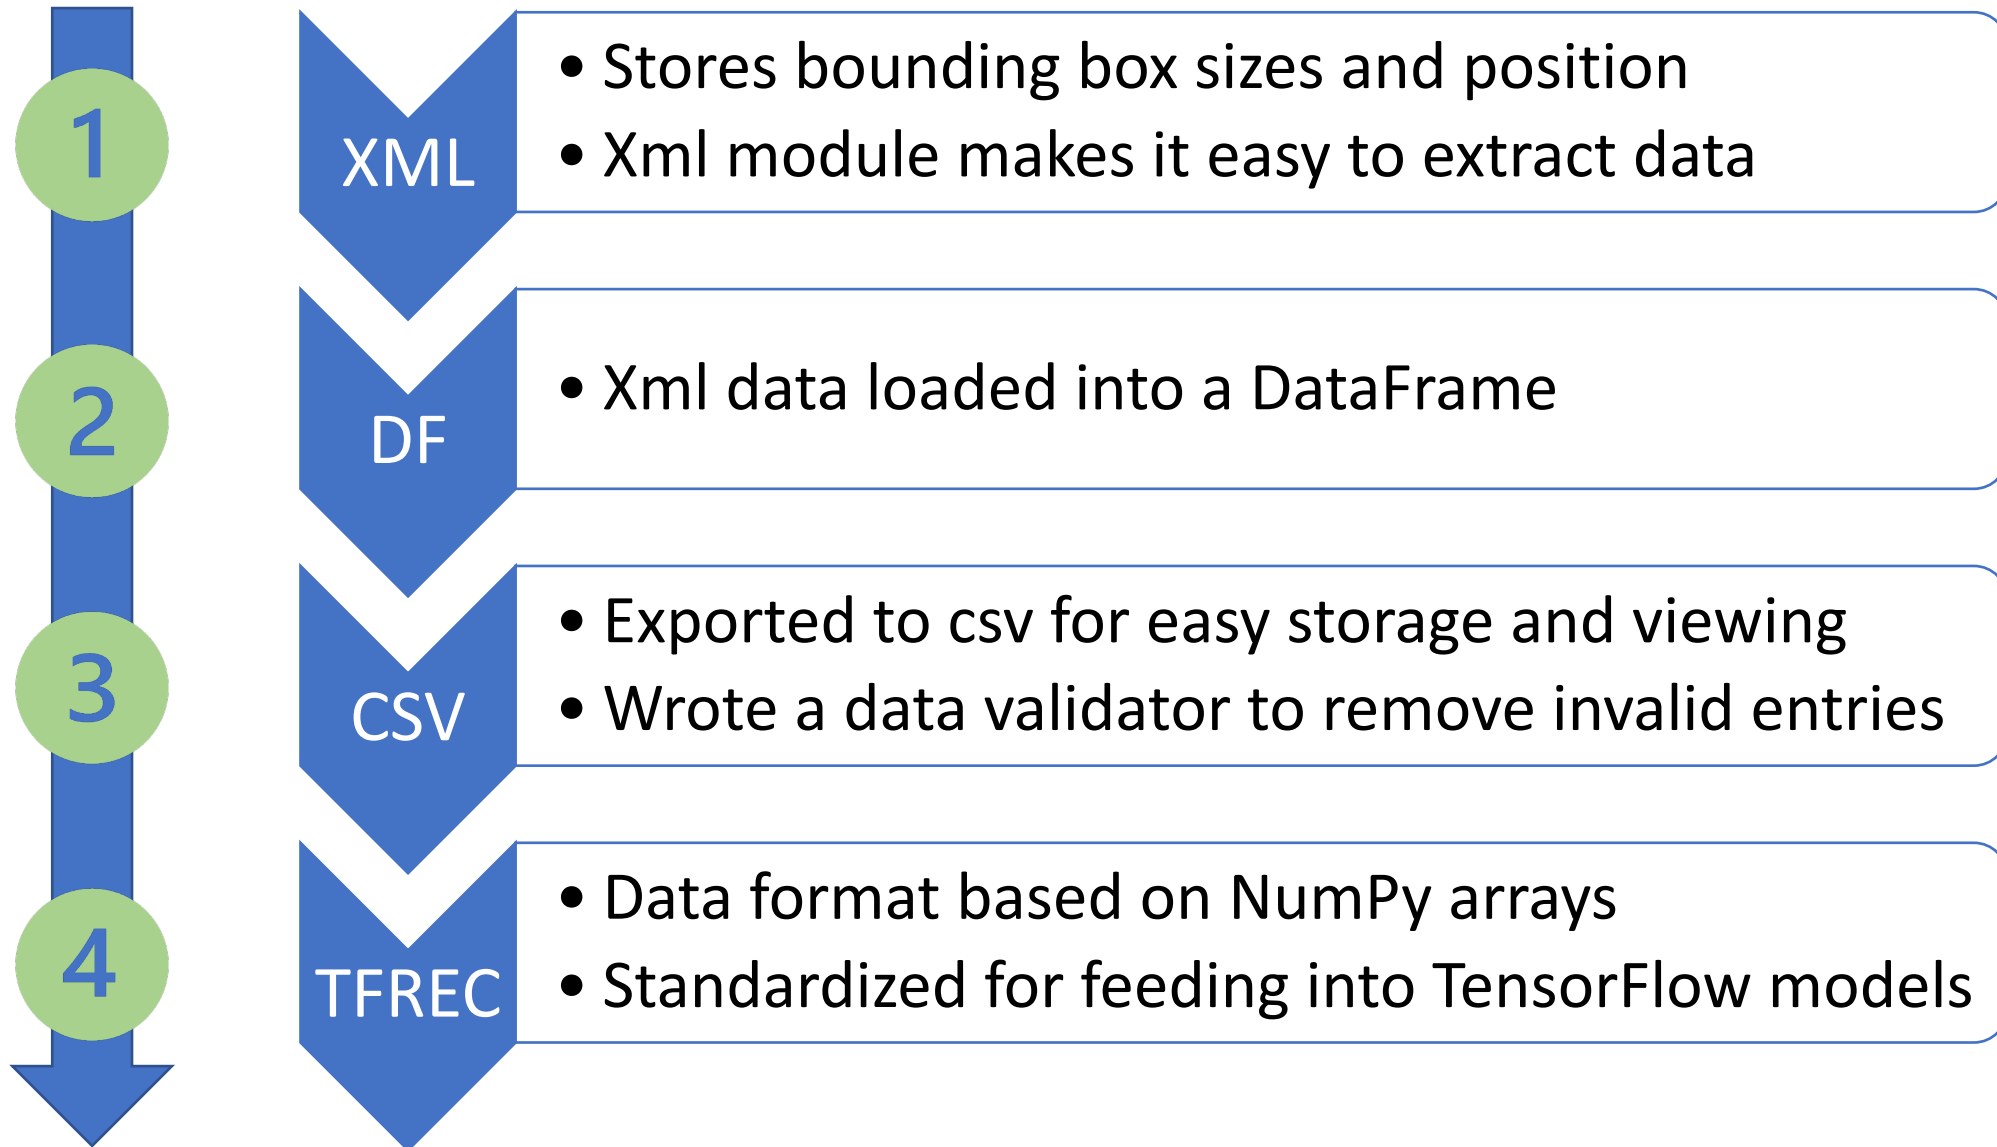 1
XML
• Stores bounding box sizes and position
• Xml module makes it easy to extract data
2
DF
• Xml data loaded into a DataFrame
3
CSV
• Exported to csv for easy storage and viewing
• Wrote a data validator to remove invalid entries
4
TFREC
• Data format based on NumPy arrays
• Standardized for feeding into TensorFlow models